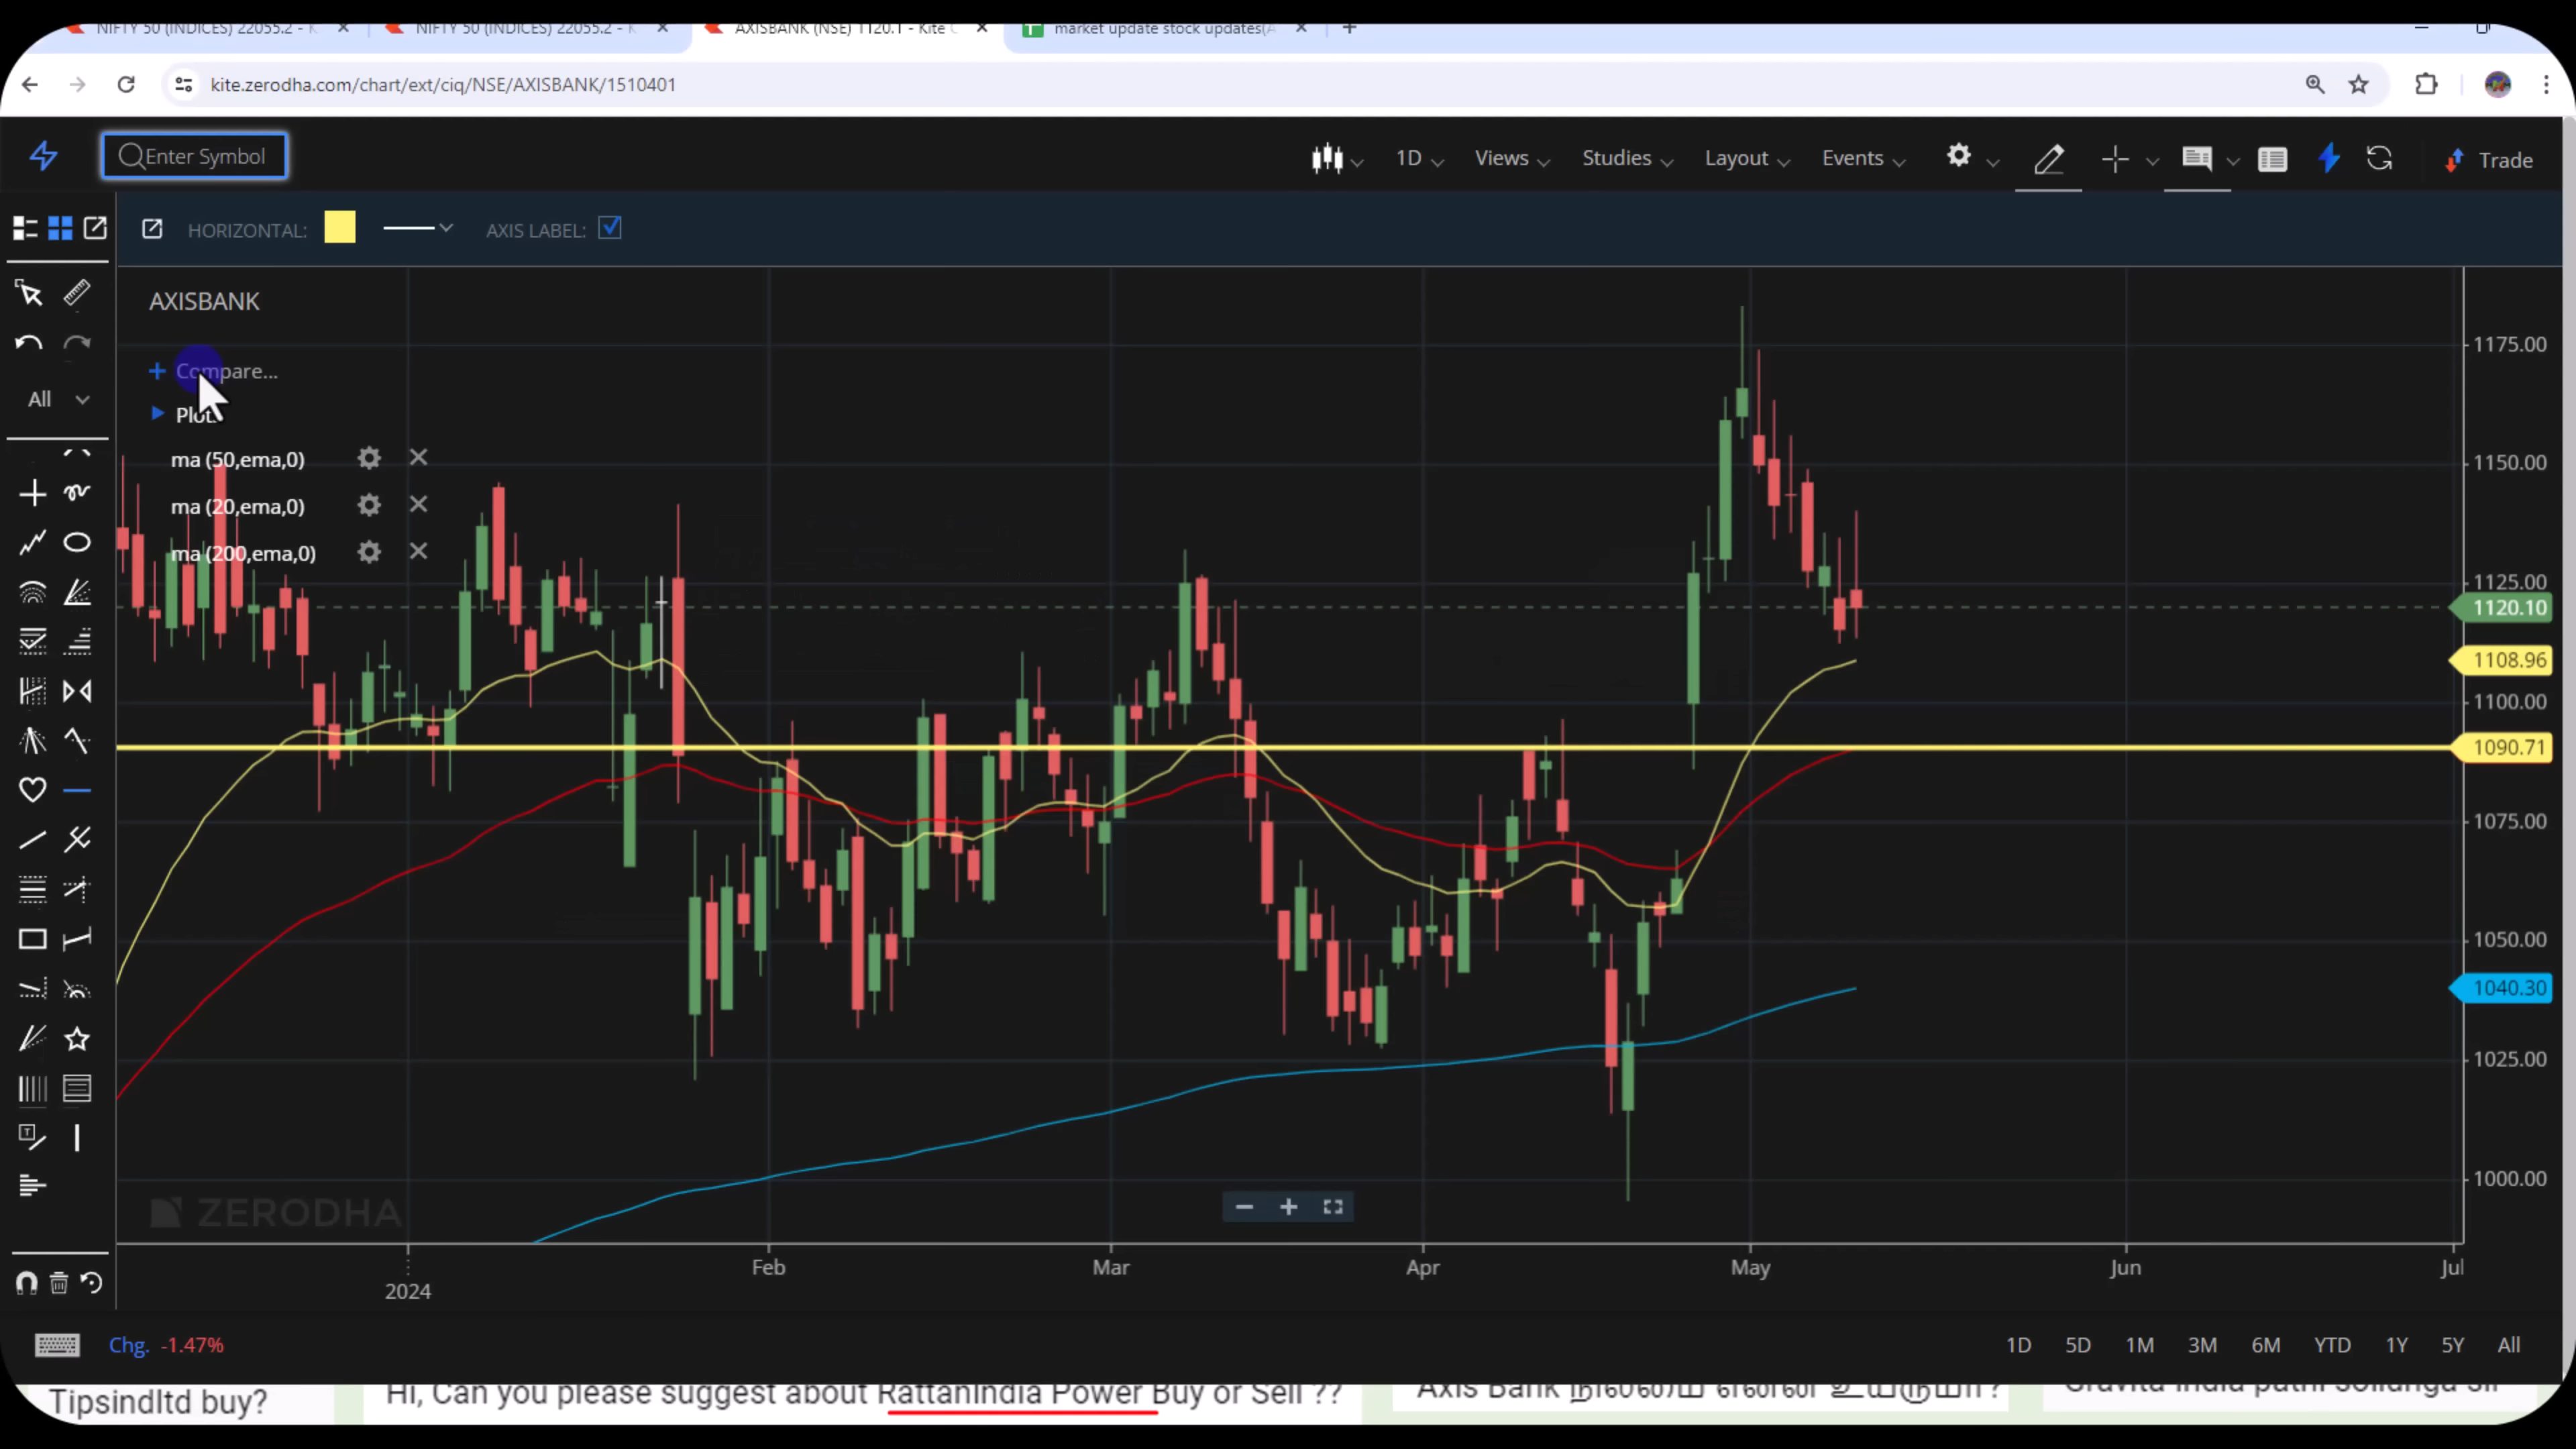 NIFTY 50 (INDICES) 22055.2 - K
NIFTY 50 (INDICES) 22055.2 - K
AXISBANK (NSE) 1120.1 - Kite C
market update stock updates(A
kite.zerodha.com/chart/ext/ciq/NSE/AXISBANK/1510401
Enter Symbol
1D
Views
Studies
Layout
Events
Trade
HORIZONTAL:
AXIS LABEL:
AXISBANK
Compare...
All
ma (50,ema,0)
ma (20,ema,0)
ma (200,ema,0)
1175.00
1150.00
1125.00
1120.10
1108.96
1100.00
1090.71
1075.00
1050.00
1040.30
1025.00
1000.00
ZERODHA
2024
Feb
Mar
Apr
May
Jun
Jul
Chg. -1.47%
1D 5D 1M 3M 6M YTD 1Y 5Y All
Tipsindltd buy?
Hi, Can you please suggest about RattanIndia Power Buy or Sell ??
Axis Bank